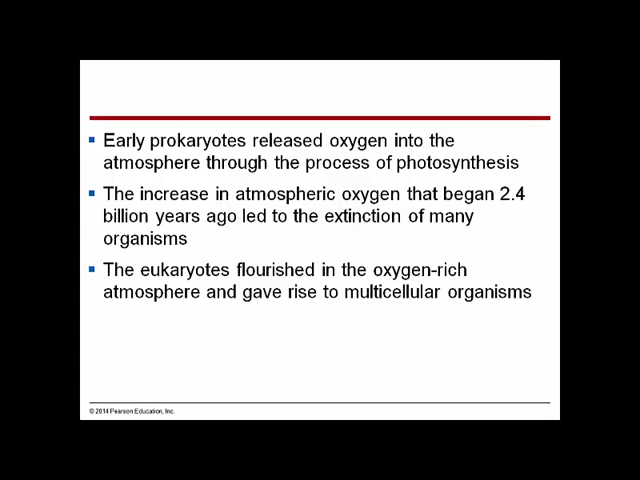 Early prokaryotes released oxygen into the
atmosphere through the process of photosynthesis
The increase in atmospheric oxygen that began 2.4
billion years ago led to the extinction of many
organisms
The eukaryotes flourished in the oxygen-rich
atmosphere and gave rise to multicellular organisms
© 2014 Pearson Education, Inc.